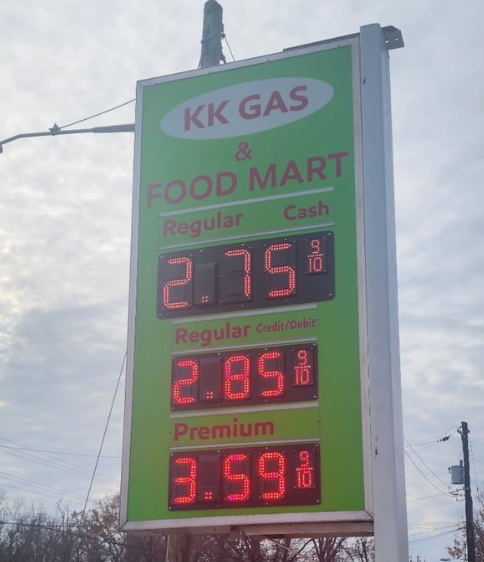 KK GAS
&
FOOD MART
Regular Cash
2.75 9/10
Regular Credit/Debit
2.85 9/10
Premium
3.59 9/10